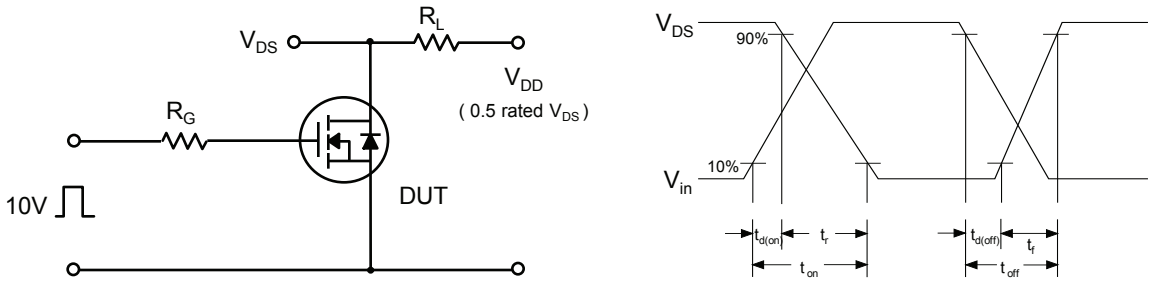 V_DS
R_L
V_DD
( 0.5 rated V_DS )
R_G
10V
DUT
V_DS
90%
10%
V_in
t_d(on)
t_r
t_on
t_d(off)
t_f
t_off